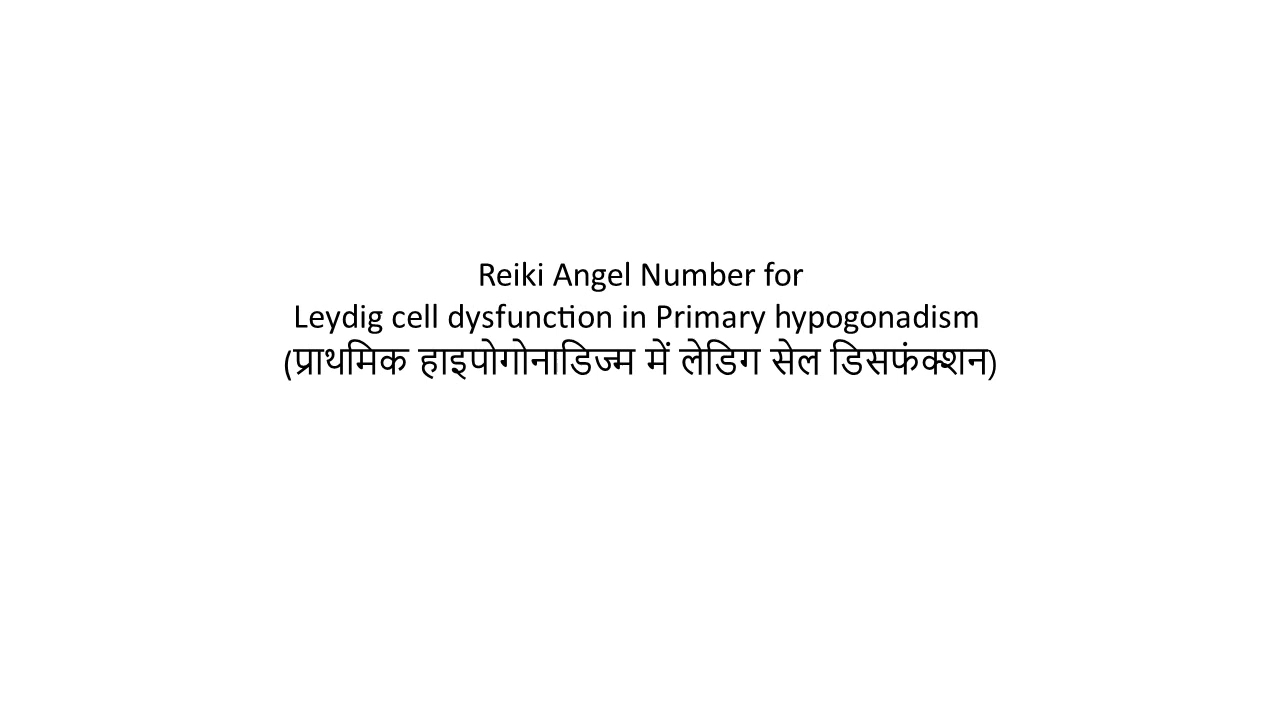 Reiki Angel Number for
Leydig cell dysfunction in Primary hypogonadism
(प्राथमिक हाइपोगोनाडिज्म में लेडिग सेल डिसफंक्शन)